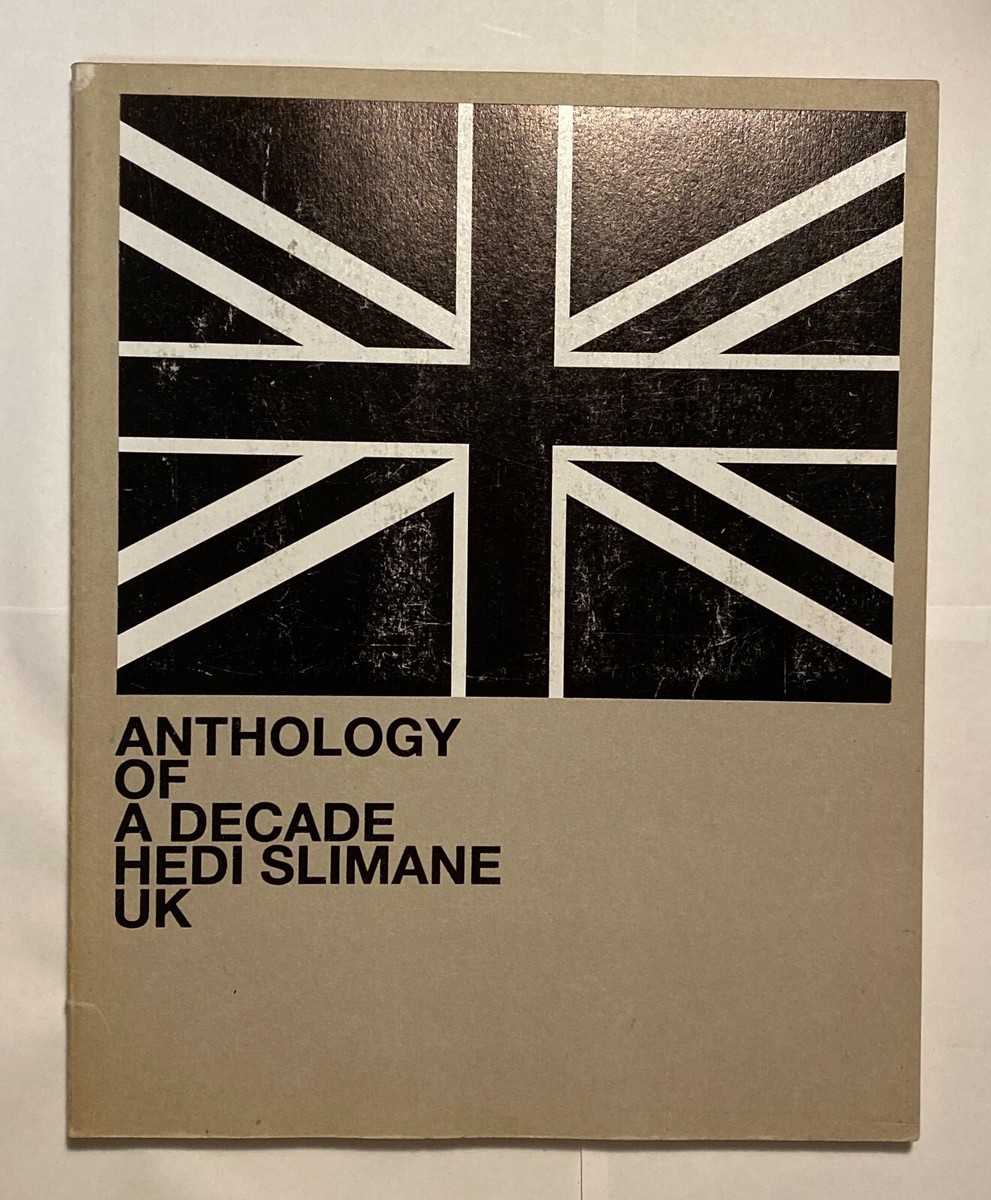 ANTHOLOGY
OF
A DECADE
HEDI SLIMANE
UK